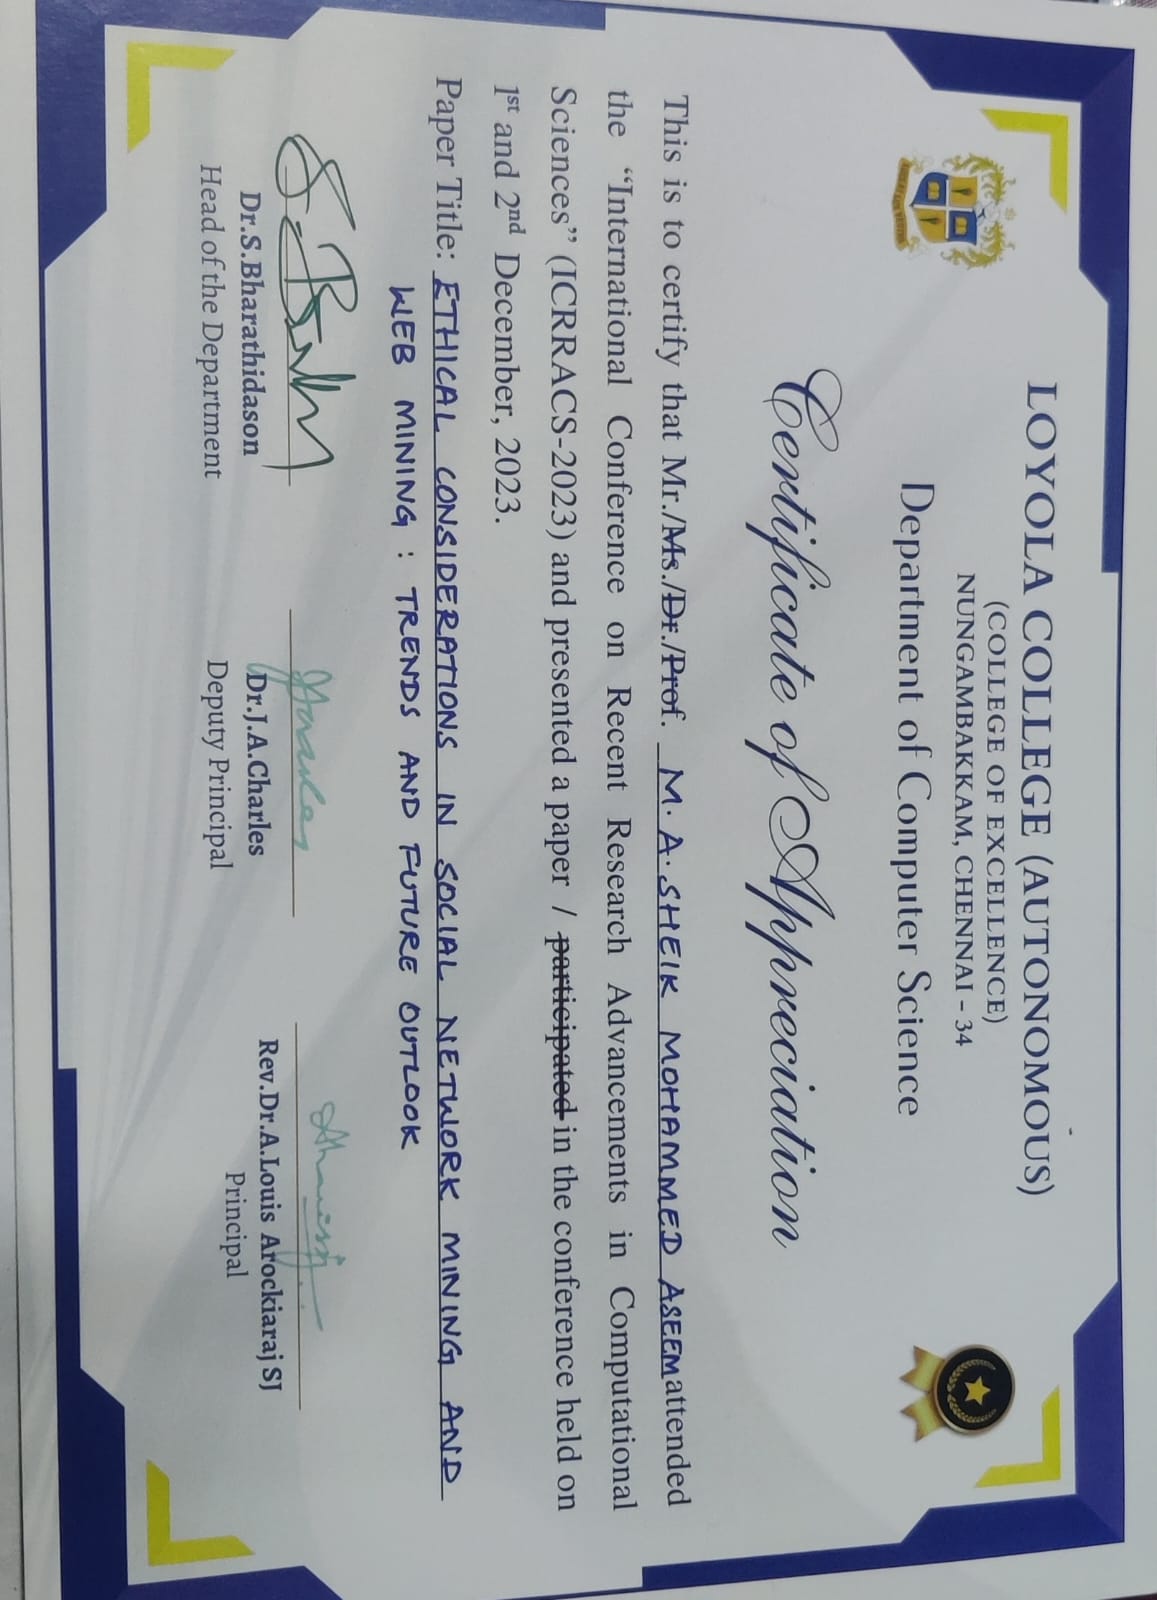 LOYOLA COLLEGE (AUTONOMOUS)
(COLLEGE OF EXCELLENCE)
NUNGAMBAKKAM, CHENNAI – 34
Department of Computer Science
Certificate of Appreciation
This is to certify that Mr./Ms./Dr./Prof. M. A. SHEIK MOHAMMED ASEEM attended
the “International Conference on Recent Research Advancements in Computational
Sciences” (ICRRACS-2023) and presented a paper / participated in the conference held on
1st and 2nd December, 2023.
Paper Title: ETHICAL CONSIDERATIONS IN SOCIAL NETWORK MINING AND
WEB MINING : TRENDS AND FUTURE OUTLOOK
Dr.S.Bharathidason
Head of the Department
Dr.J.A.Charles
Deputy Principal
Rev.Dr.A.Louis Arockiaraj SJ
Principal